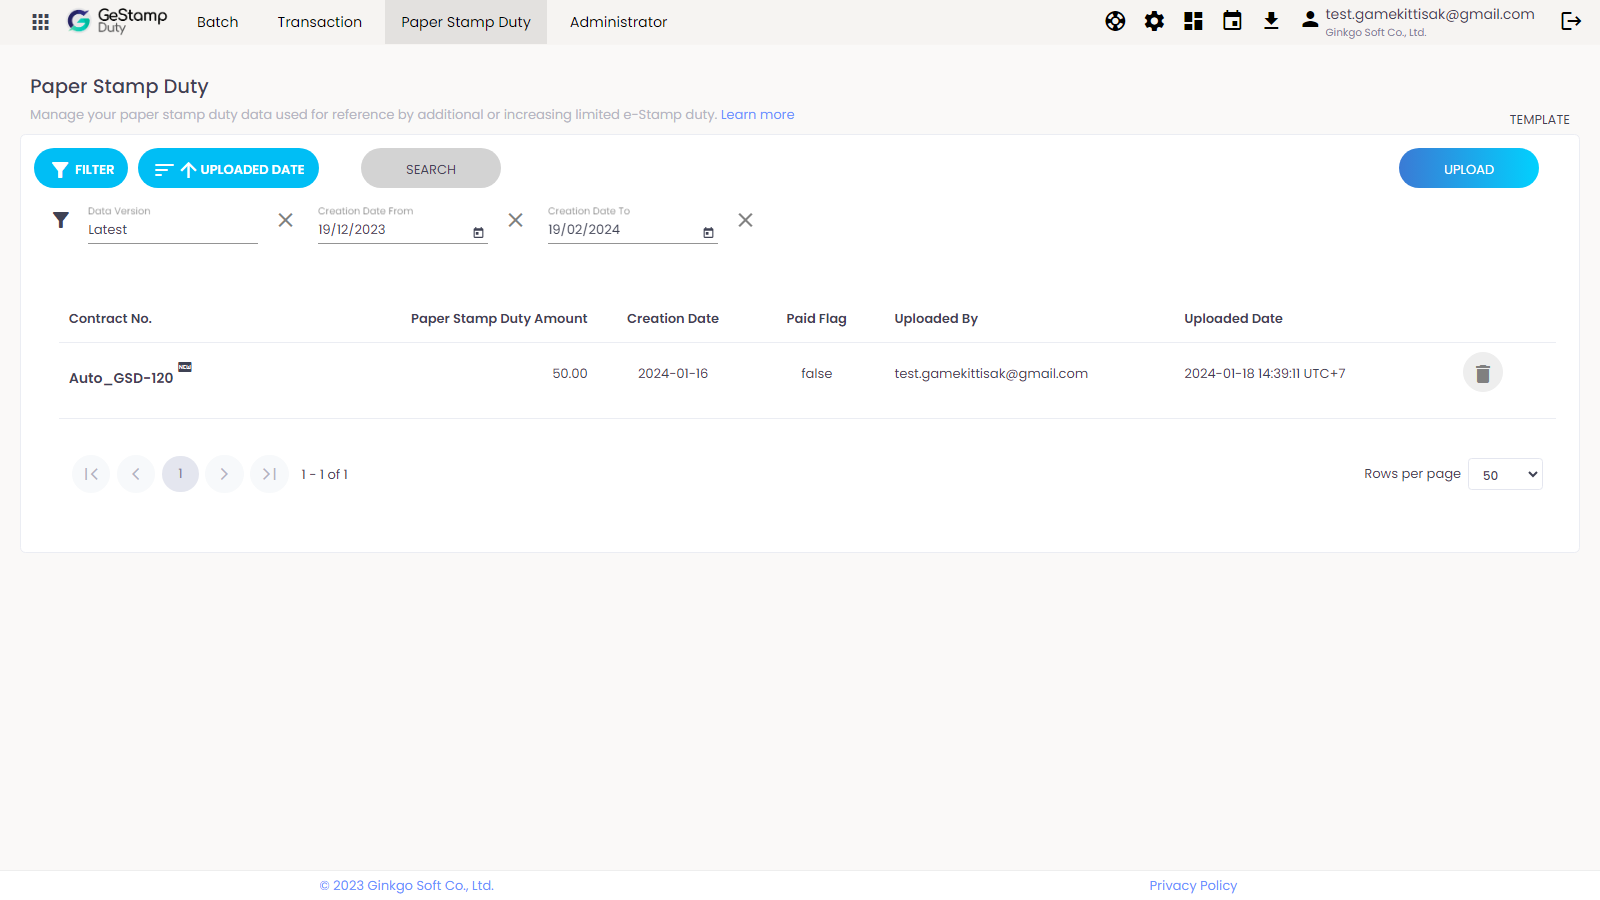 GeStamp
Duty
Batch
Transaction
Paper Stamp Duty
Administrator
test.gamekittisak@gmail.com
Ginkgo Soft Co., Ltd.
Paper Stamp Duty
Manage your paper stamp duty data used for reference by additional or increasing limited e-Stamp duty. Learn more
TEMPLATE
FILTER
UPLOADED DATE
SEARCH
UPLOAD
Data Version
Latest
Creation Date From
19/12/2023
Creation Date To
19/02/2024
Contract No. Paper Stamp Duty Amount Creation Date Paid Flag Uploaded By Uploaded Date
Auto_GSD-120 NEW 50.00 2024-01-16 false test.gamekittisak@gmail.com 2024-01-18 14:39:11 UTC+7
1
1 - 1 of 1
Rows per page 50
© 2023 Ginkgo Soft Co., Ltd.
Privacy Policy